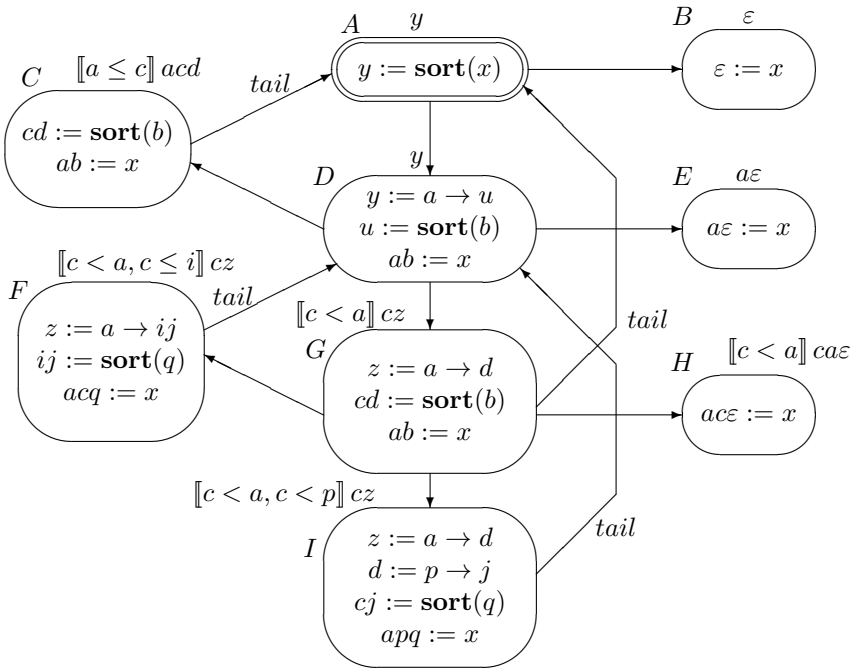 A y
y := sort(x)
B ε
ε := x
C ⟦a ≤ c⟧ acd
cd := sort(b)
ab := x
tail
D y
y := a → u
u := sort(b)
ab := x
E aε
aε := x
F ⟦c < a, c ≤ i⟧ cz
z := a → ij
ij := sort(q)
acq := x
tail
G ⟦c < a⟧ cz
z := a → d
cd := sort(b)
ab := x
tail
H ⟦c < a⟧ caε
acε := x
I ⟦c < a, c < p⟧ cz
z := a → d
d := p → j
cj := sort(q)
apq := x
tail